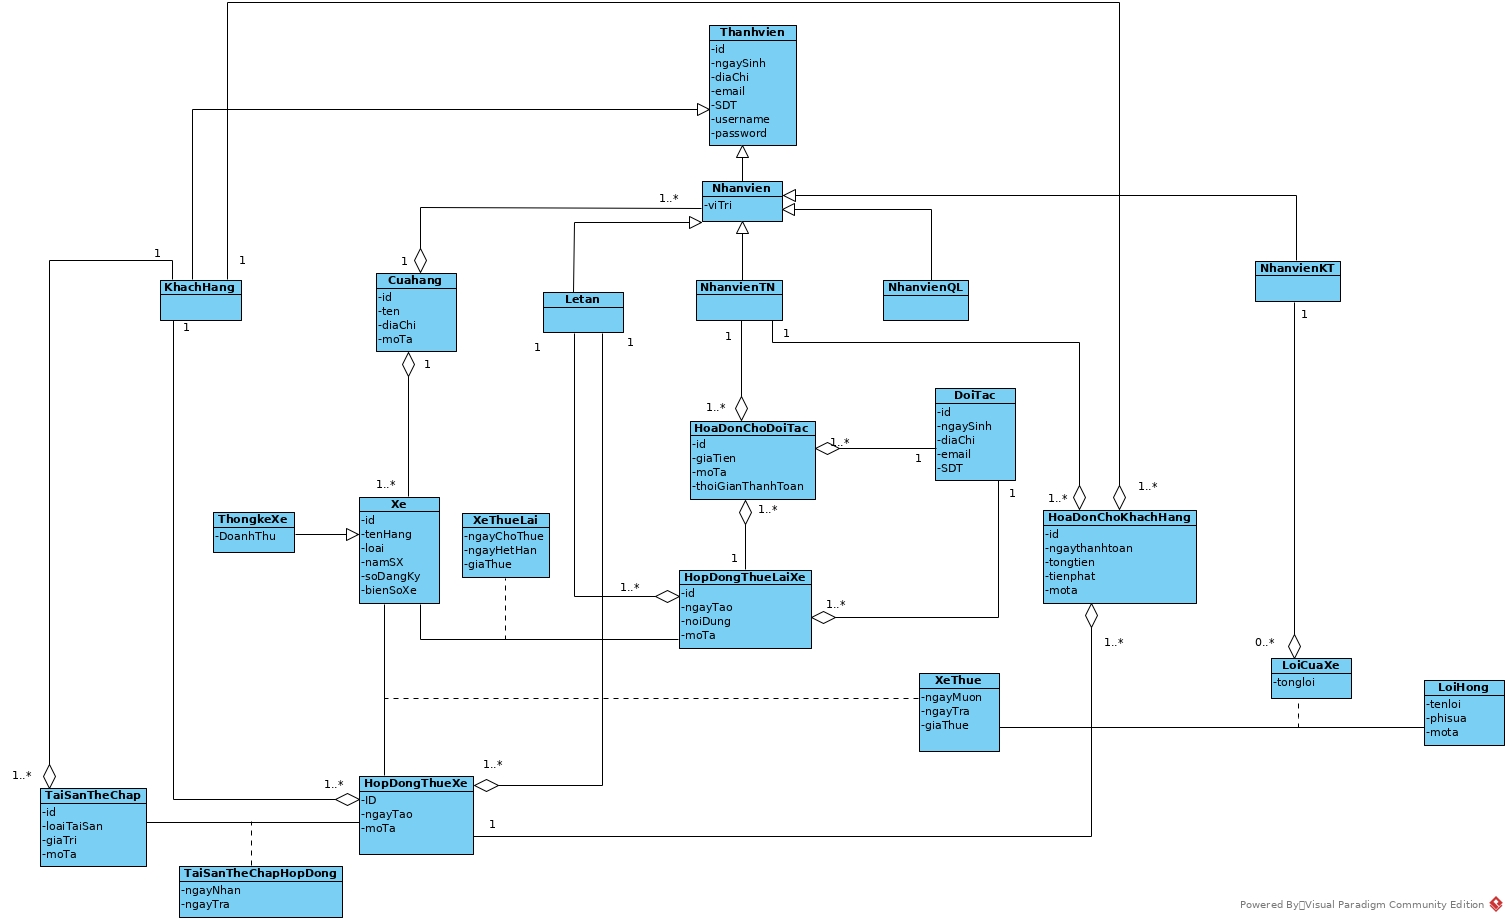 Thanhvien
-id
-ngaySinh
-diaChi
-email
-SDT
-username
-password
Nhanvien
-viTri
1..*
1
1
1
KhachHang
1
Cuahang
-id
-ten
-diaChi
-moTa
1
1
Letan
1
1
NhanvienTN
1
1
NhanvienQL
NhanvienKT
1
DoiTac
-id
-ngaySinh
-diaChi
-email
-SDT
1
1
1..*
HoaDonChoDoiTac
-id
-giaTien
-moTa
-thoiGianThanhToan
1..*
1..*
1
1..*
1..*
HoaDonChoKhachHang
-id
-ngaythanhtoan
-tongtien
-tienphat
-mota
1..*
1..*
Xe
-id
-tenHang
-loai
-namSX
-soDangKy
-bienSoXe
ThongkeXe
-DoanhThu
XeThueLai
-ngayChoThue
-ngayHetHan
-giaThue
1..*
HopDongThueLaiXe
-id
-ngayTao
-noiDung
-moTa
1..*
0..*
LoiCuaXe
-tongloi
XeThue
-ngayMuon
-ngayTra
-giaThue
LoiHong
-tenloi
-phisua
-mota
1..*
1..*
1..*
TaiSanTheChap
-id
-loaiTaiSan
-giaTri
-moTa
HopDongThueXe
-ID
-ngayTao
-moTa
1
TaiSanTheChapHopDong
-ngayNhan
-ngayTra
Powered By Visual Paradigm Community Edition